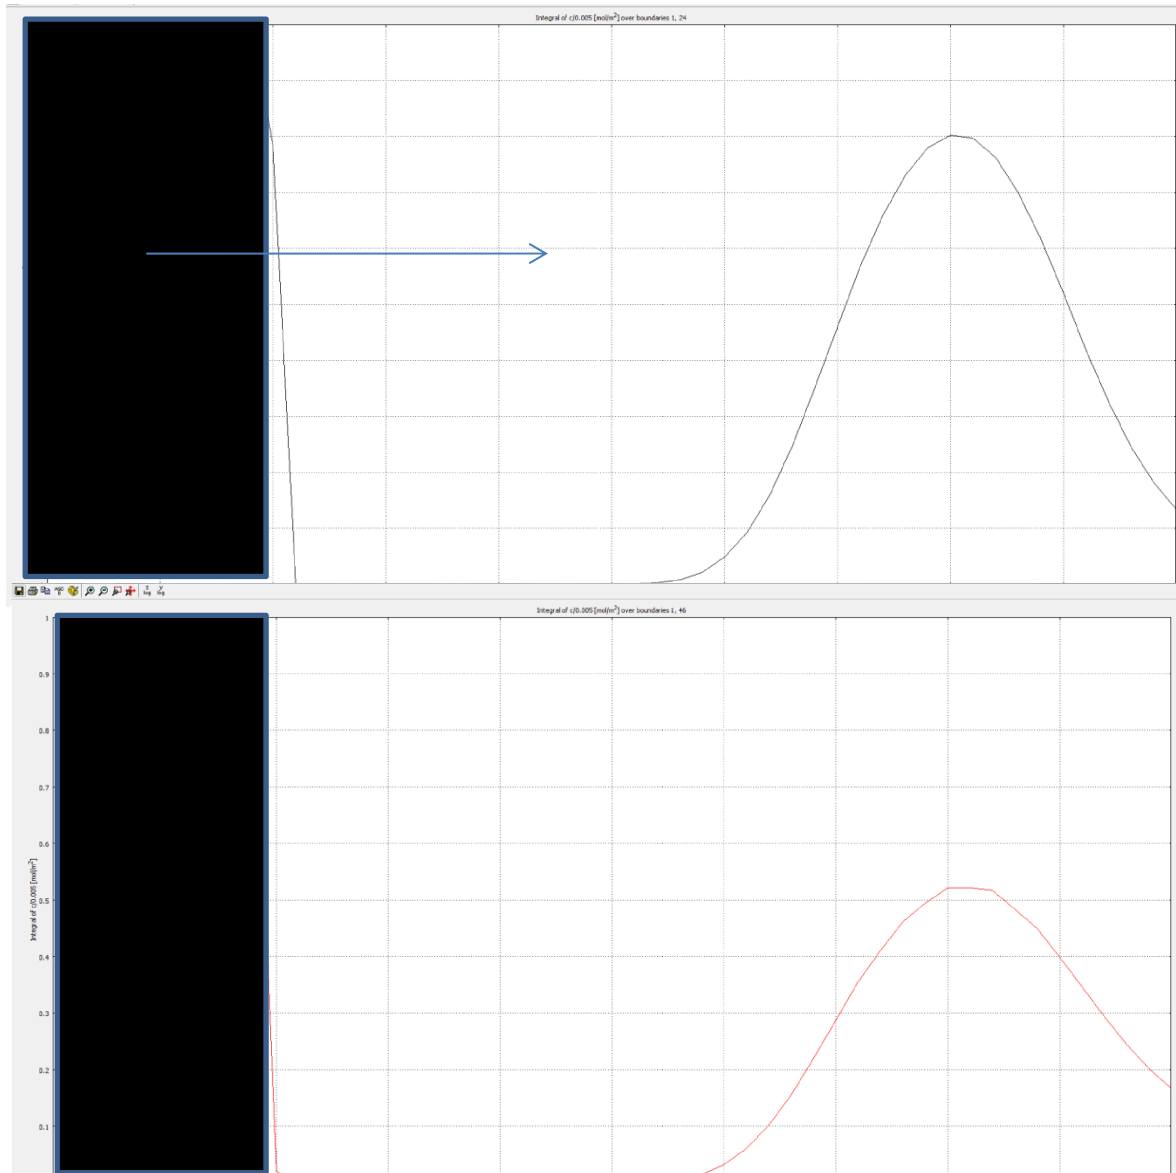 Integral of c/0.005 [mol/m²] over boundaries 1, 24
x
log
y
log
Integral of c/0.005 [mol/m²] over boundaries 1, 46
1
0.9
0.8
0.7
0.6
0.5
Integral of c/0.005 [mol/m²]
0.4
0.3
0.2
0.1